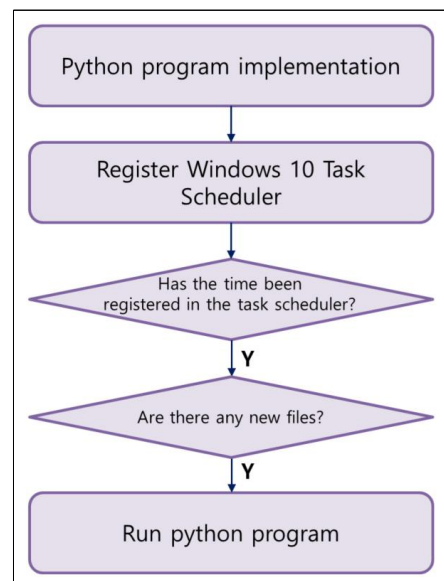 Python program implementation
Register Windows 10 Task
Scheduler
Has the time been
registered in the task scheduler?
Y
Are there any new files?
Y
Run python program